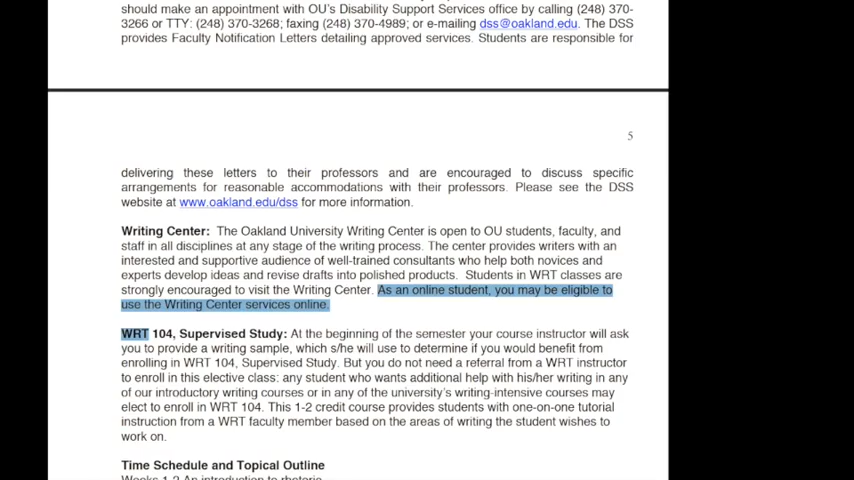 should make an appointment with OU's Disability Support Services office by calling (248) 370-
3266 or TTY: (248) 370-3268; faxing (248) 370-4989; or e-mailing dss@oakland.edu. The DSS
provides Faculty Notification Letters detailing approved services. Students are responsible for
5
delivering these letters to their professors and are encouraged to discuss specific
arrangements for reasonable accommodations with their professors. Please see the DSS
website at www.oakland.edu/dss for more information.
Writing Center: The Oakland University Writing Center is open to OU students, faculty, and
staff in all disciplines at any stage of the writing process. The center provides writers with an
interested and supportive audience of well-trained consultants who help both novices and
experts develop ideas and revise drafts into polished products. Students in WRT classes are
strongly encouraged to visit the Writing Center. As an online student, you may be eligible to
use the Writing Center services online.
WRT 104, Supervised Study: At the beginning of the semester your course instructor will ask
you to provide a writing sample, which s/he will use to determine if you would benefit from
enrolling in WRT 104, Supervised Study. But you do not need a referral from a WRT instructor
to enroll in this elective class: any student who wants additional help with his/her writing in any
of our introductory writing courses or in any of the university's writing-intensive courses may
elect to enroll in WRT 104. This 1-2 credit course provides students with one-on-one tutorial
instruction from a WRT faculty member based on the areas of writing the student wishes to
work on.
Time Schedule and Topical Outline
Weeks 1-2 An introduction to rhetoric